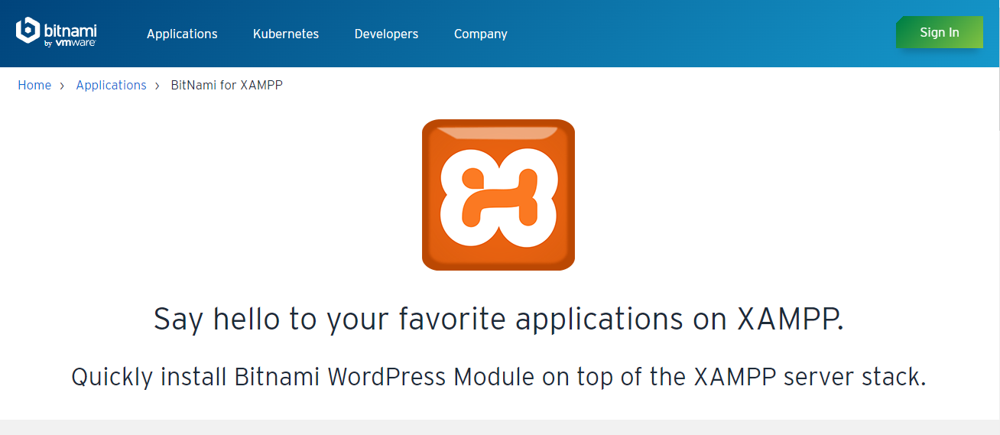 bitnami
by vmware
Applications Kubernetes Developers Company
Sign In
Home › Applications › BitNami for XAMPP
Say hello to your favorite applications on XAMPP.
Quickly install Bitnami WordPress Module on top of the XAMPP server stack.